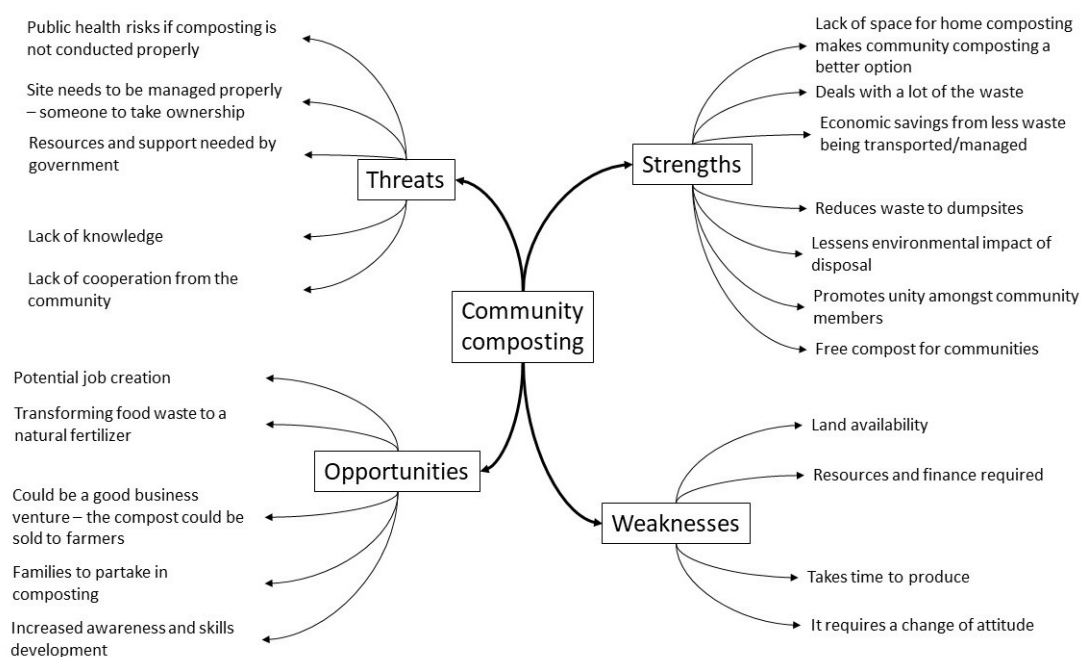 Public health risks if composting is
not conducted properly
Site needs to be managed properly
– someone to take ownership
Resources and support needed by
government
Threats
Lack of knowledge
Lack of cooperation from the
community
Lack of space for home composting
makes community composting a
better option
Deals with a lot of the waste
Economic savings from less waste
being transported/managed
Strengths
Reduces waste to dumpsites
Lessens environmental impact of
disposal
Promotes unity amongst community
members
Free compost for communities
Community
composting
Potential job creation
Transforming food waste to a
natural fertilizer
Opportunities
Could be a good business
venture – the compost could be
sold to farmers
Families to partake in
composting
Increased awareness and skills
development
Land availability
Resources and finance required
Weaknesses
Takes time to produce
It requires a change of attitude